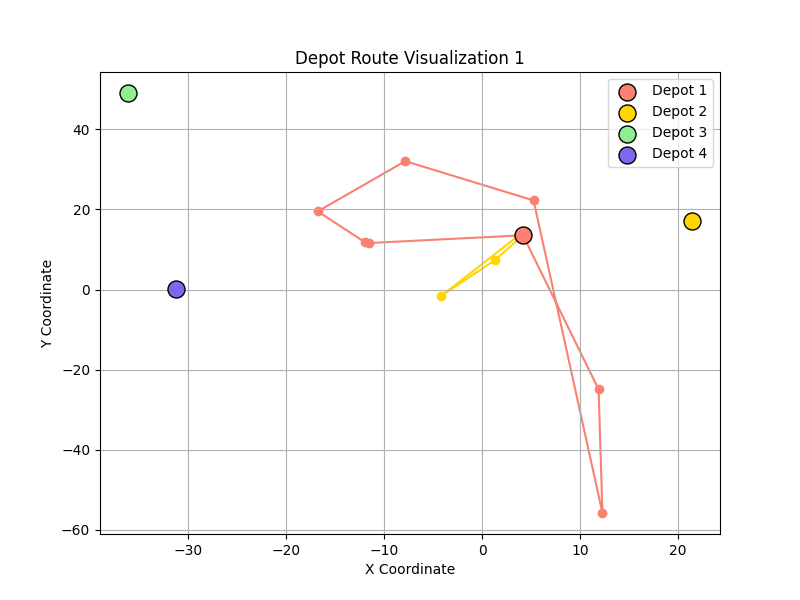 Depot Route Visualization 1
Depot 1
Depot 2
Depot 3
Depot 4
40
20
0
−20
−40
−60
Y Coordinate
−30
−20
−10
0
10
20
X Coordinate